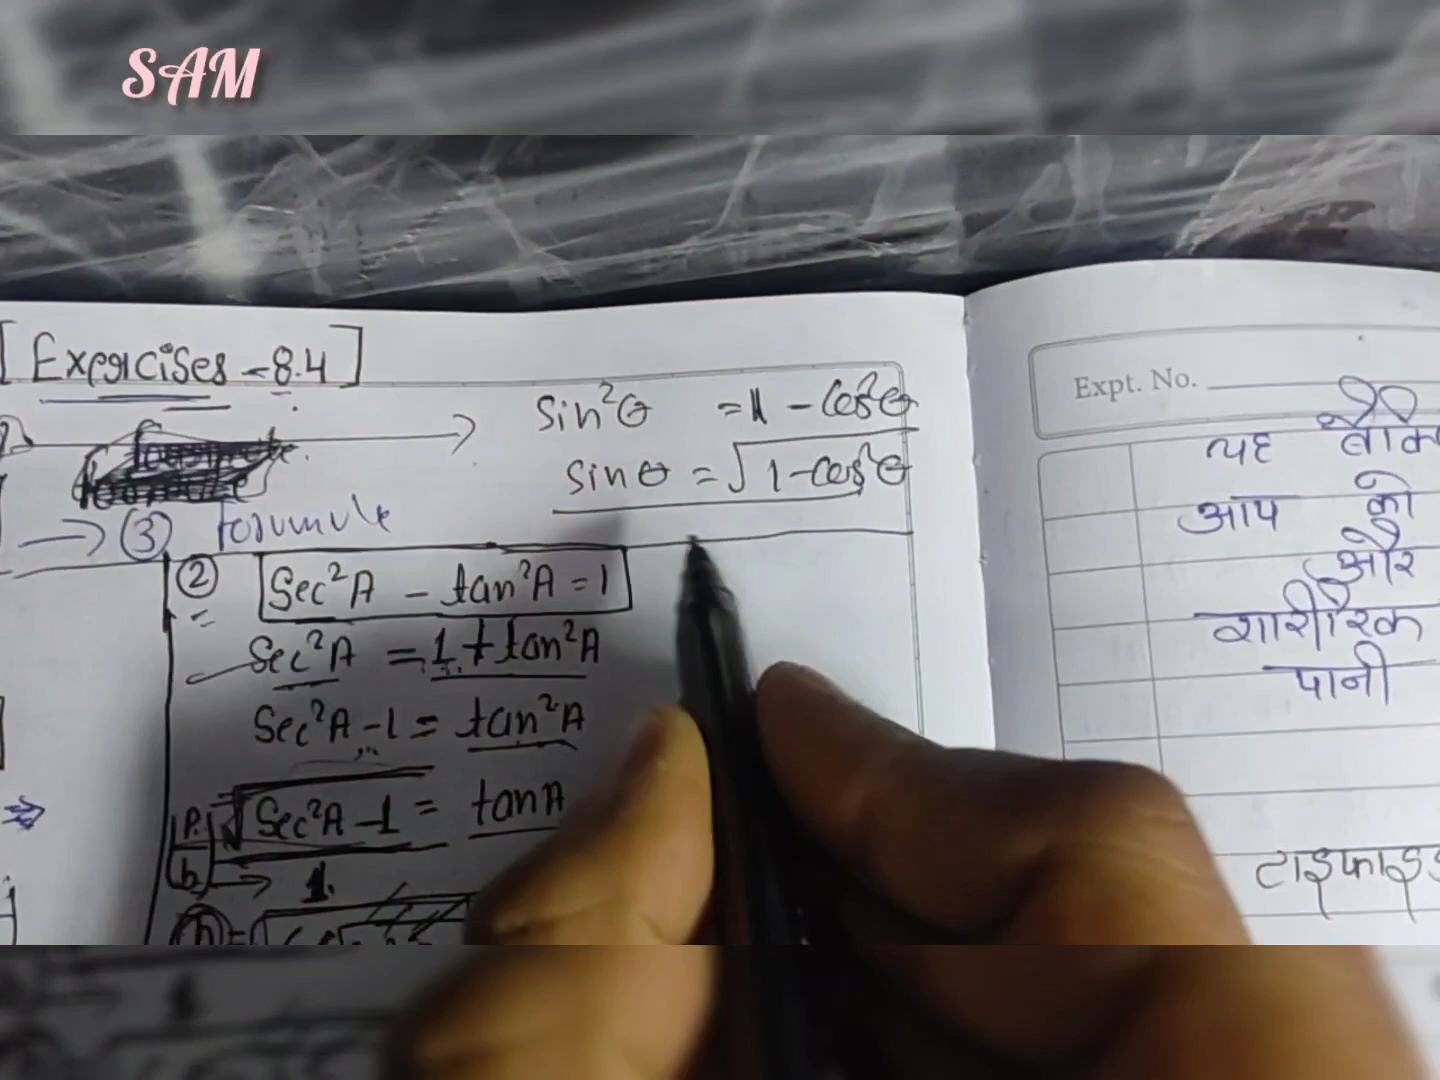 SAM
[Exercises - 8.4]
sin²θ = 1 - cos²θ
sinθ = √1-cos²θ
→ ③ formule
② Sec²A - tan²A = 1
Sec²A = 1 + tan²A
Sec²A - 1 = tan²A
√Sec²A - 1 = tanA
P.
b → 1.
Expt. No.
यह
आप को
और
शारीरिक
पानी